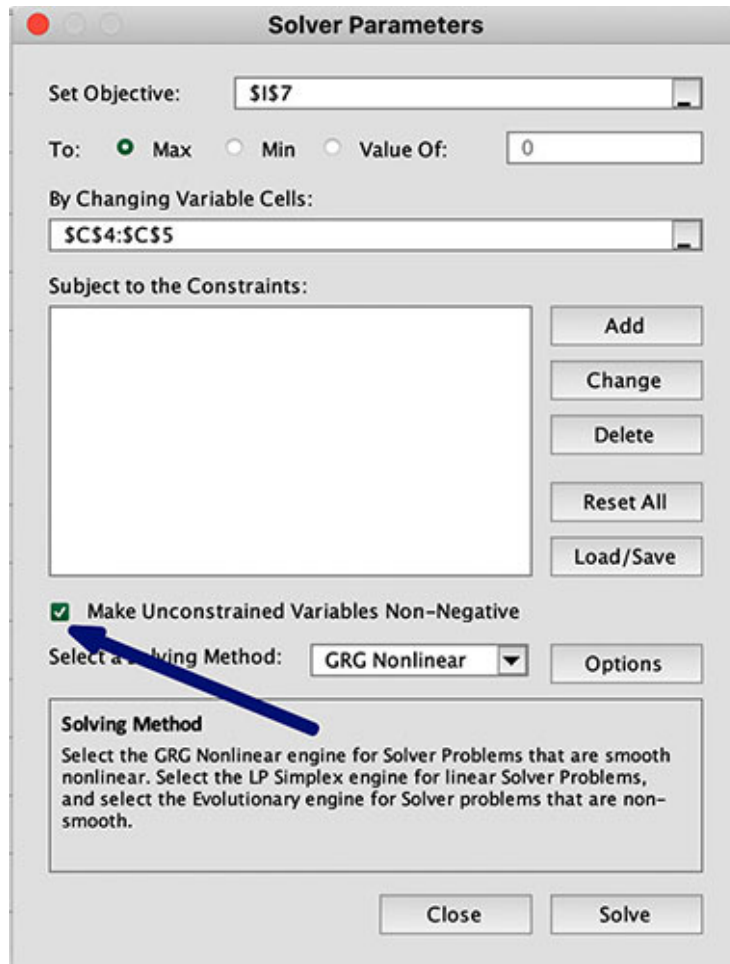 Solver Parameters
Set Objective: $I$7
To: Max Min Value Of: 0
By Changing Variable Cells:
$C$4:$C$5
Subject to the Constraints:
Add
Change
Delete
Reset All
Load/Save
Make Unconstrained Variables Non-Negative
Select a Solving Method: GRG Nonlinear Options
Solving Method
Select the GRG Nonlinear engine for Solver Problems that are smooth
nonlinear. Select the LP Simplex engine for linear Solver Problems,
and select the Evolutionary engine for Solver problems that are non-
smooth.
Close Solve